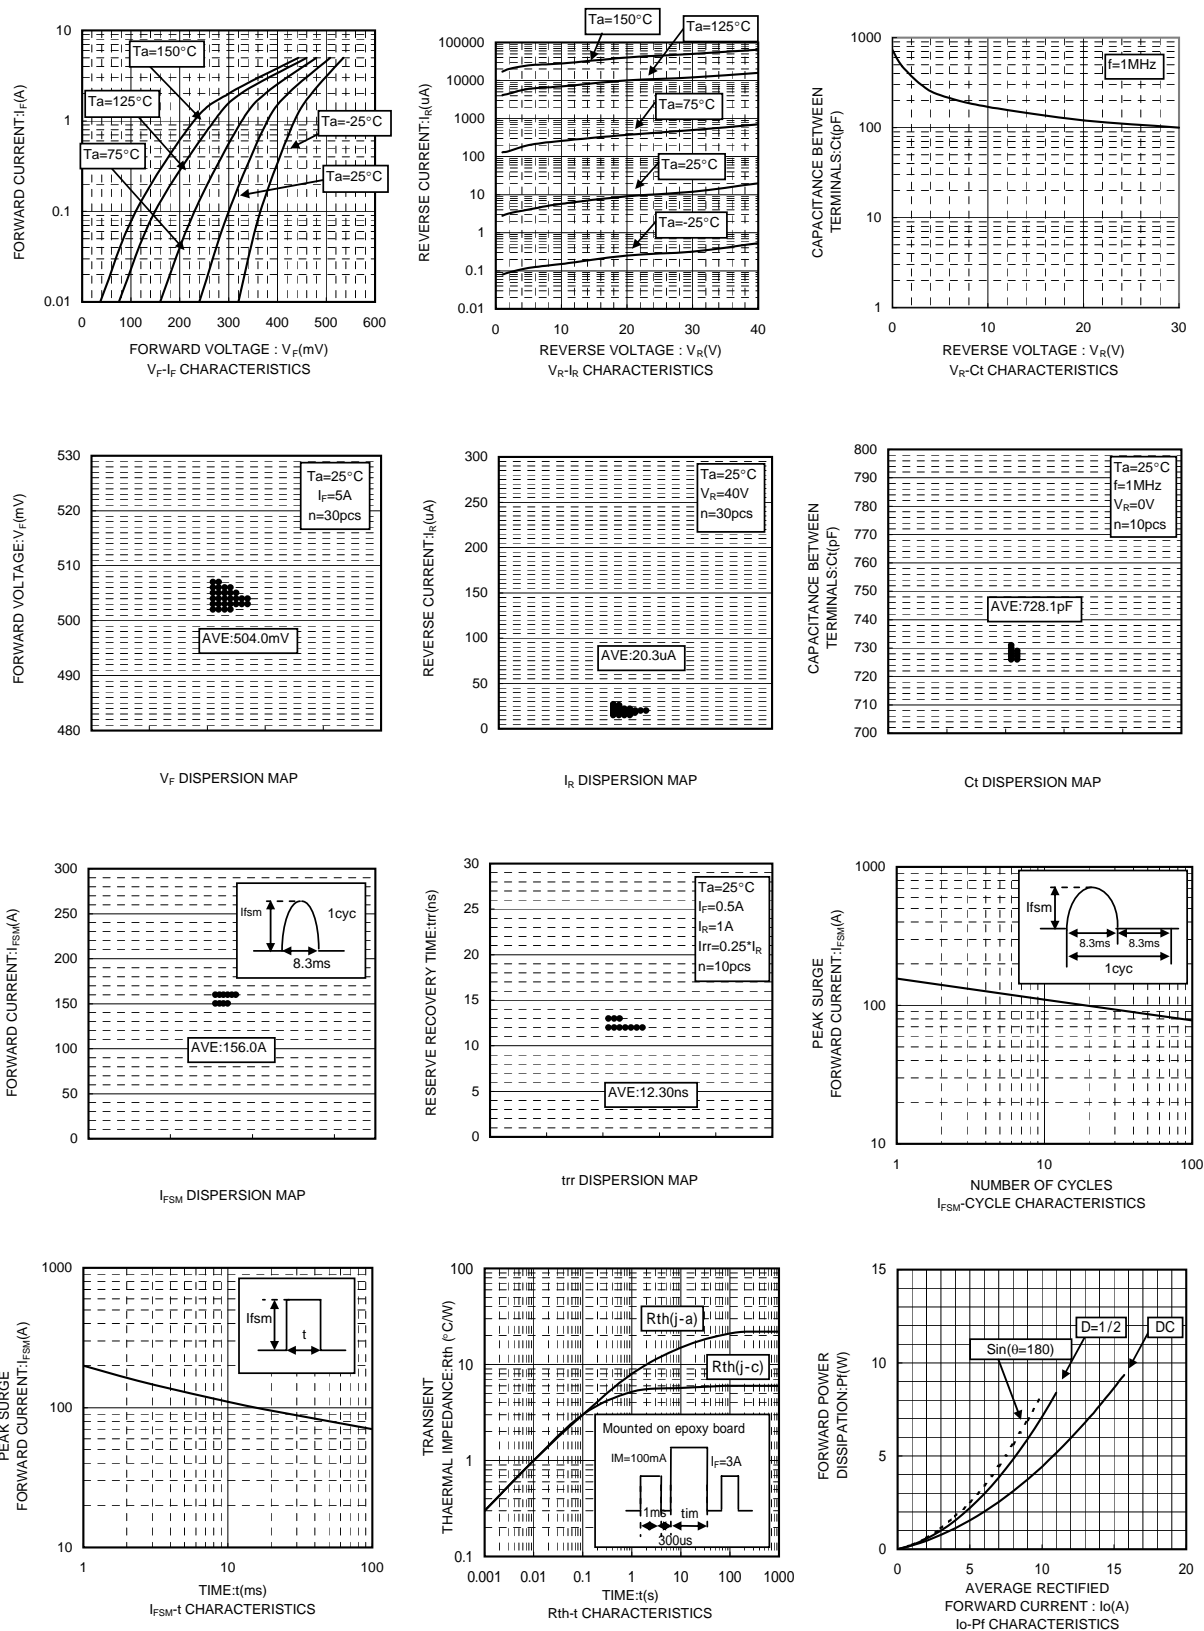 Ta=150°C
Ta=125°C
Ta=75°C
Ta=-25°C
Ta=25°C
10
1
0.1
0.01
0 100 200 300 400 500 600
FORWARD CURRENT:IF(A)
FORWARD VOLTAGE : VF(mV)
VF-IF CHARACTERISTICS
Ta=150°C
Ta=125°C
Ta=75°C
Ta=25°C
Ta=-25°C
100000
10000
1000
100
10
1
0.1
0.01
0 10 20 30 40
REVERSE CURRENT:IR(uA)
REVERSE VOLTAGE : VR(V)
VR-IR CHARACTERISTICS
f=1MHz
1000
100
10
1
0 10 20 30
CAPACITANCE BETWEEN
TERMINALS:Ct(pF)
REVERSE VOLTAGE : VR(V)
VR-Ct CHARACTERISTICS
530
520
510
500
490
480
FORWARD VOLTAGE:VF(mV)
Ta=25°C
IF=5A
n=30pcs
AVE:504.0mV
VF DISPERSION MAP
300
250
200
150
100
50
0
REVERSE CURRENT:IR(uA)
Ta=25°C
VR=40V
n=30pcs
AVE:20.3uA
IR DISPERSION MAP
800
790
780
770
760
750
740
730
720
710
700
CAPACITANCE BETWEEN
TERMINALS:Ct(pF)
Ta=25°C
f=1MHz
VR=0V
n=10pcs
AVE:728.1pF
Ct DISPERSION MAP
300
250
200
150
100
50
0
FORWARD CURRENT:IFSM(A)
Ifsm
1cyc
8.3ms
AVE:156.0A
IFSM DISPERSION MAP
30
25
20
15
10
5
0
RESERVE RECOVERY TIME:trr(ns)
Ta=25°C
IF=0.5A
IR=1A
Irr=0.25*IR
n=10pcs
AVE:12.30ns
trr DISPERSION MAP
1000
100
10
1 10 100
PEAK SURGE
FORWARD CURRENT:IFSM(A)
Ifsm
8.3ms 8.3ms
1cyc
NUMBER OF CYCLES
IFSM-CYCLE CHARACTERISTICS
1000
100
10
1 10 100
PEAK SURGE
FORWARD CURRENT:IFSM(A)
Ifsm
t
TIME:t(ms)
IFSM-t CHARACTERISTICS
100
10
1
0.1
0.001 0.01 0.1 1 10 100 1000
TRANSIENT
THAERMAL IMPEDANCE:Rth (°C/W)
Rth(j-a)
Rth(j-c)
Mounted on epoxy board
IM=100mA
IF=3A
1ms
tim
300us
TIME:t(s)
Rth-t CHARACTERISTICS
15
10
5
0
0 5 10 15 20
FORWARD POWER
DISSIPATION:Pf(W)
D=1/2
DC
Sin(θ=180)
AVERAGE RECTIFIED
FORWARD CURRENT : Io(A)
Io-Pf CHARACTERISTICS